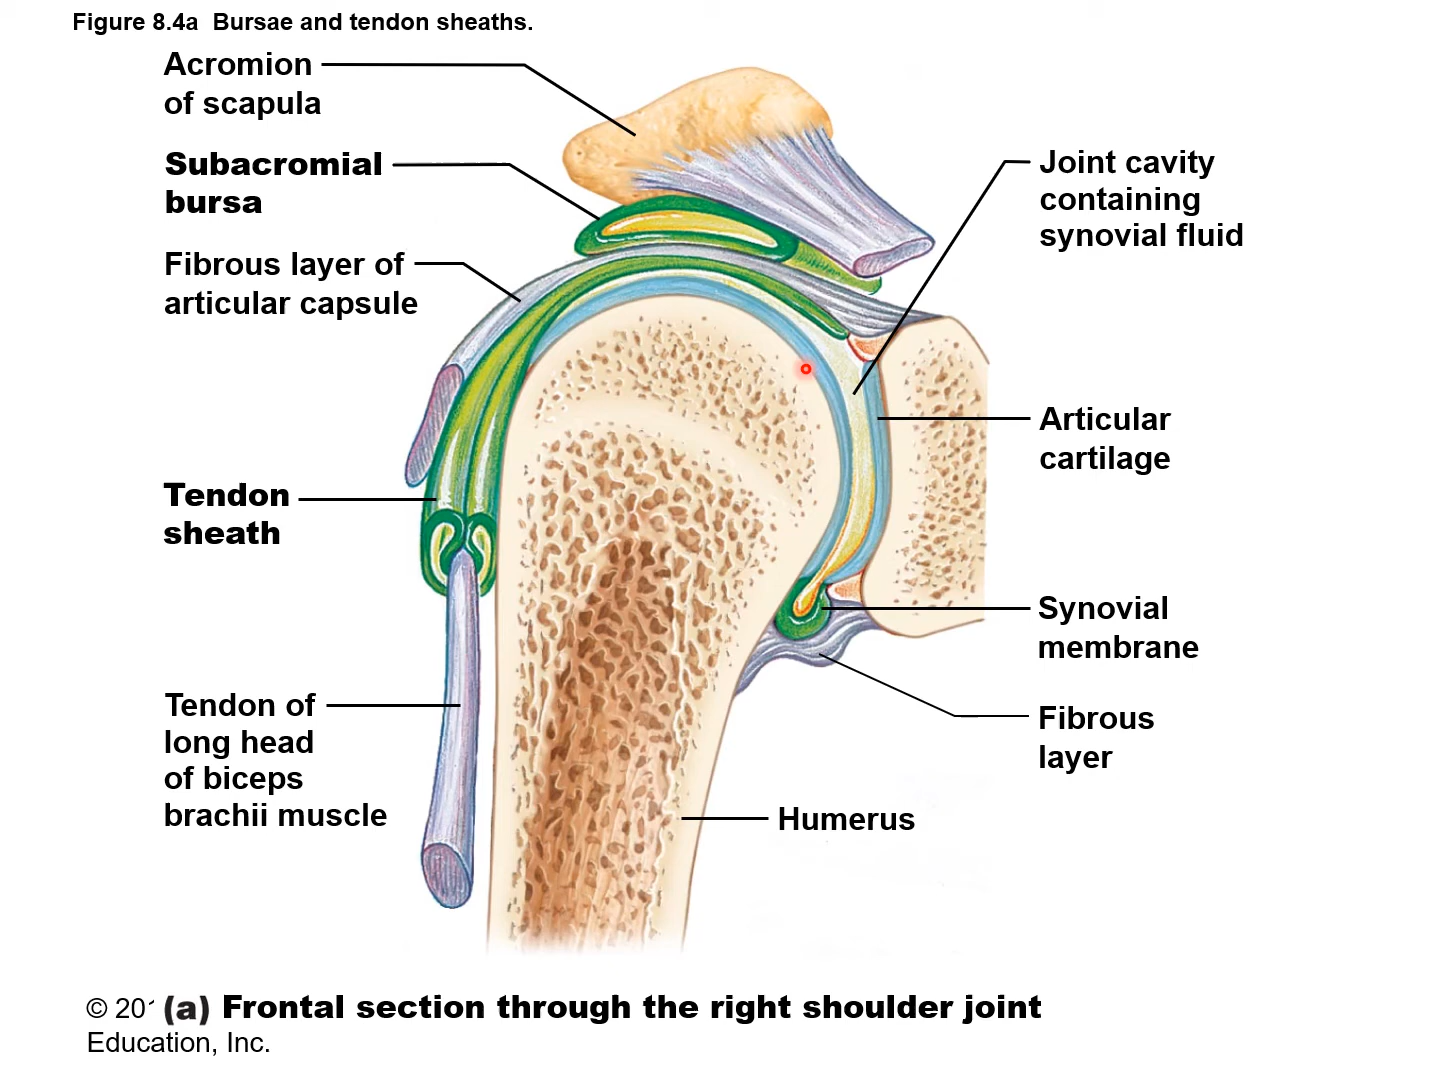 Figure 8.4a  Bursae and tendon sheaths.
Acromion
of scapula
Subacromial
bursa
Fibrous layer of
articular capsule
Tendon
sheath
Tendon of
long head
of biceps
brachii muscle
Joint cavity
containing
synovial fluid
Articular
cartilage
Synovial
membrane
Fibrous
layer
Humerus
© 20
(a) Frontal section through the right shoulder joint
Education, Inc.